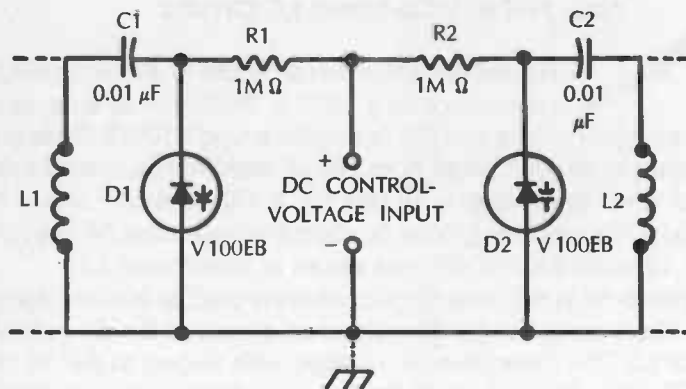 C1 R1 R2 C2
0.01 µF 1M Ω 1M Ω 0.01 µF
L1 D1 + DC CONTROL- L2
VOLTAGE INPUT
V100EB − D2 V100EB